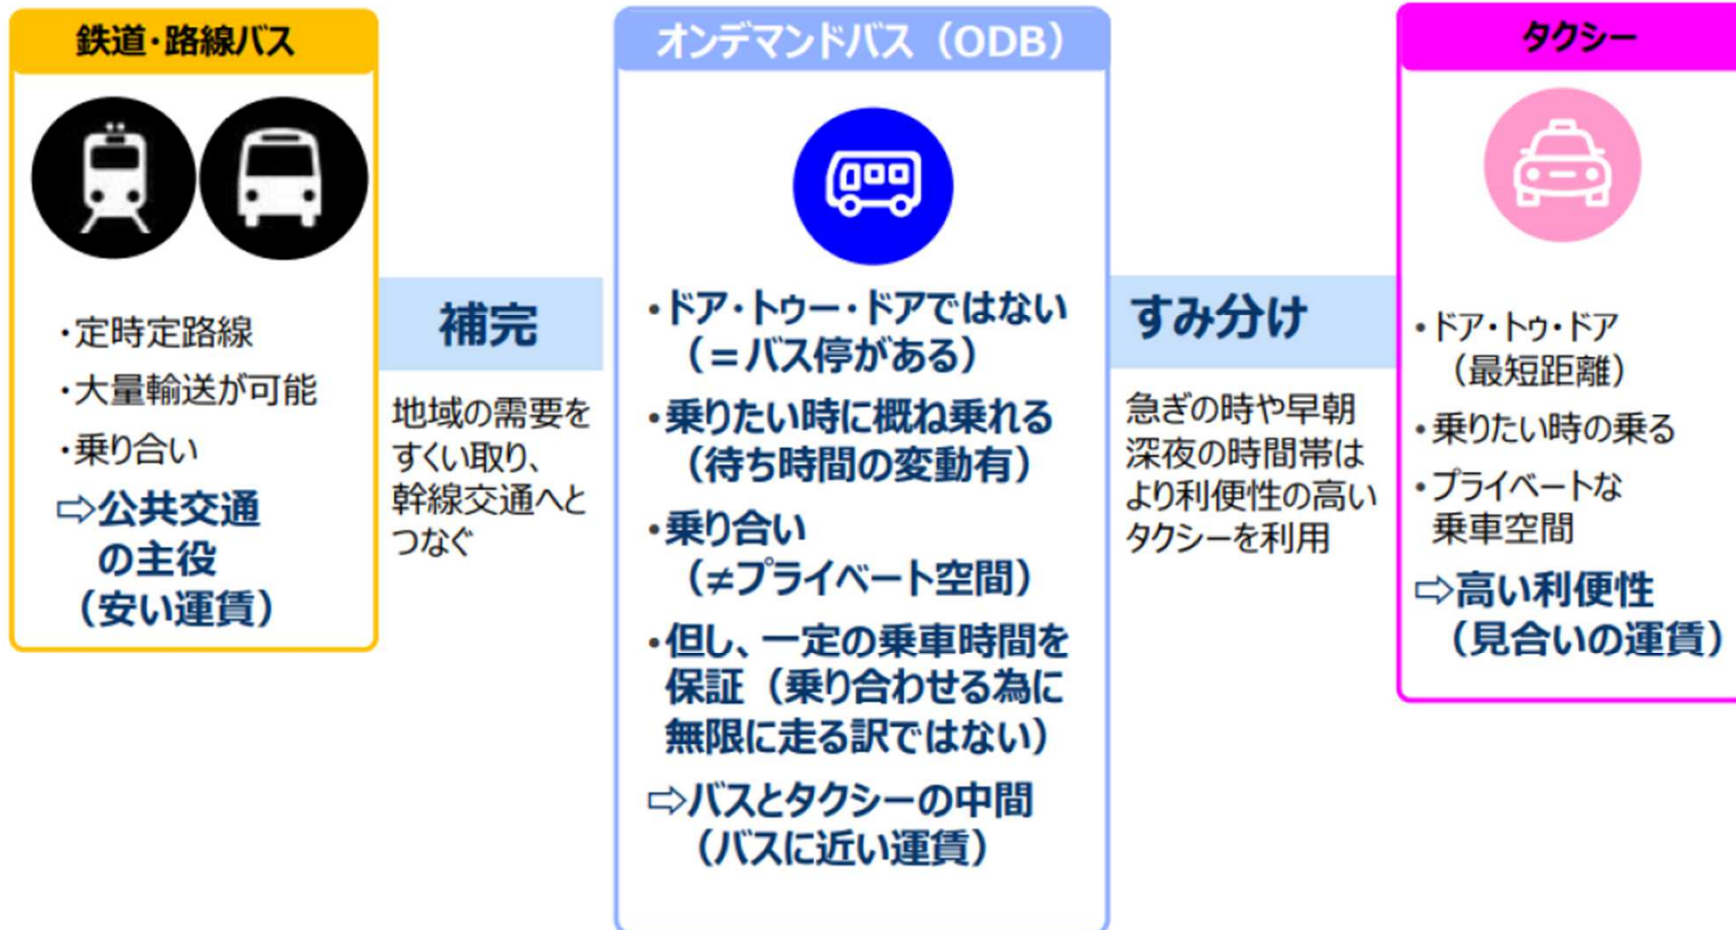 鉄道・路線バス
・定時定路線
・大量輸送が可能
・乗り合い
⇨公共交通
の主役
（安い運賃）
補完
地域の需要を
すくい取り、
幹線交通へと
つなぐ
オンデマンドバス（ODB）
・ドア・トゥー・ドアではない
（＝バス停がある）
・乗りたい時に概ね乗れる
（待ち時間の変動有）
・乗り合い
（≠プライベート空間）
・但し、一定の乗車時間を
保証（乗り合わせる為に
無限に走る訳ではない）
⇨バスとタクシーの中間
（バスに近い運賃）
すみ分け
急ぎの時や早朝
深夜の時間帯は
より利便性の高い
タクシーを利用
タクシー
・ドア・トゥ・ドア
（最短距離）
・乗りたい時の乗る
・プライベートな
乗車空間
⇨高い利便性
（見合いの運賃）